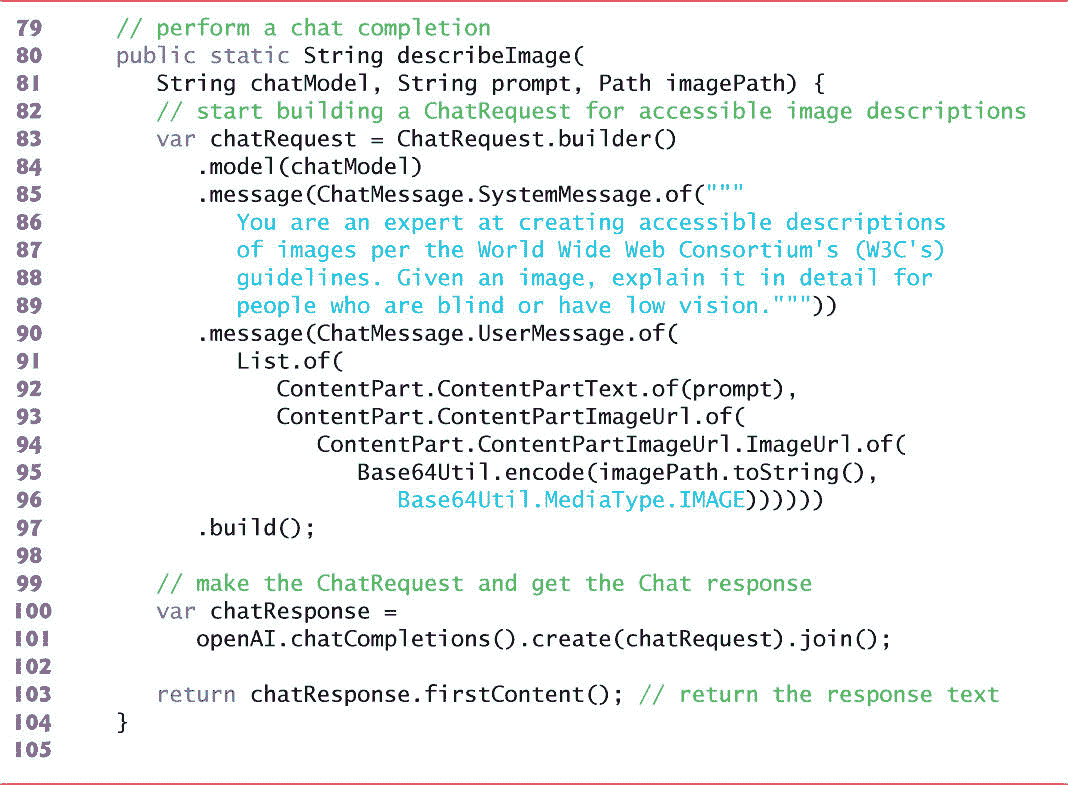 79 // perform a chat completion
80 public static String describeImage(
81 String chatModel, String prompt, Path imagePath) {
82 // start building a ChatRequest for accessible image descriptions
83 var chatRequest = ChatRequest.builder()
84 .model(chatModel)
85 .message(ChatMessage.SystemMessage.of("""
86 You are an expert at creating accessible descriptions
87 of images per the World Wide Web Consortium's (W3C's)
88 guidelines. Given an image, explain it in detail for
89 people who are blind or have low vision."""))
90 .message(ChatMessage.UserMessage.of(
91 List.of(
92 ContentPart.ContentPartText.of(prompt),
93 ContentPart.ContentPartImageUrl.of(
94 ContentPart.ContentPartImageUrl.ImageUrl.of(
95 Base64Util.encode(imagePath.toString(),
96 Base64Util.MediaType.IMAGE))))))
97 .build();
98
99 // make the ChatRequest and get the Chat response
100 var chatResponse =
101 openAI.chatCompletions().create(chatRequest).join();
102
103 return chatResponse.firstContent(); // return the response text
104 }
105